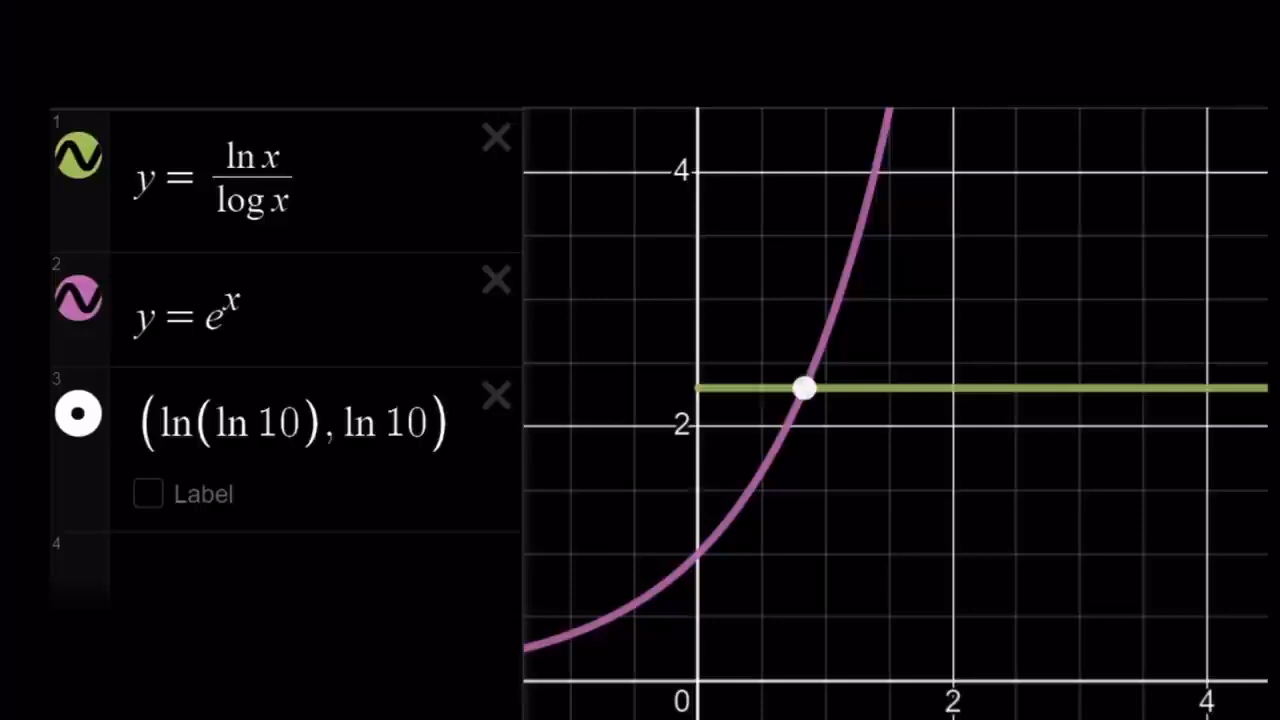 1
y = ln x / log x
2
y = e^x
3
(ln(ln 10), ln 10)
Label
4
4
2
0 2 4